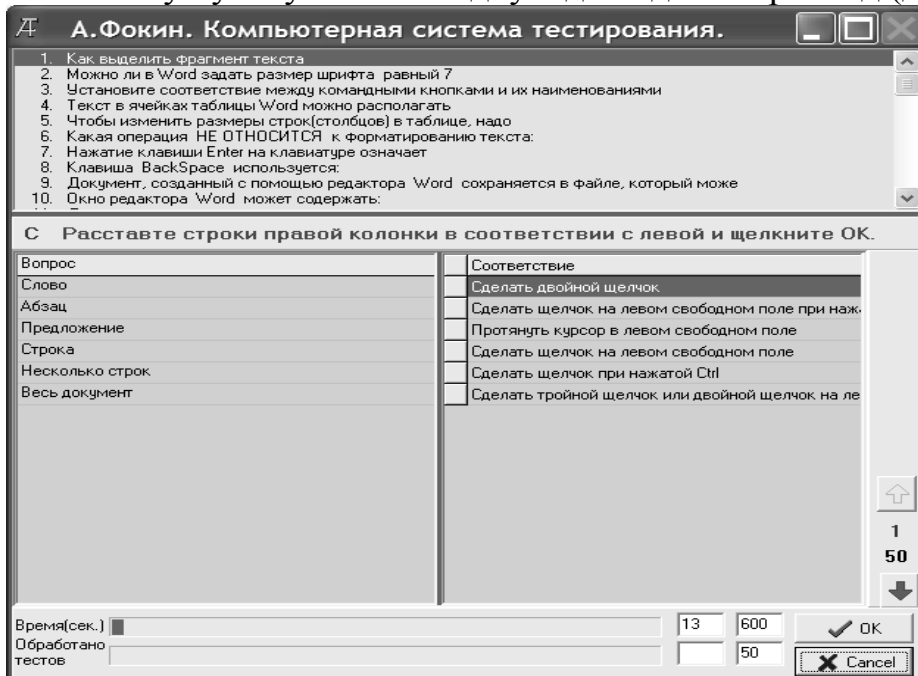 А.Фокин. Компьютерная система тестирования.
1. Как выделить фрагмент текста
2. Можно ли в Word задать размер шрифта равный 7
3. Установите соответствие между командными кнопками и их наименованиями
4. Текст в ячейках таблицы Word можно располагать
5. Чтобы изменить размеры строк(столбцов) в таблице, надо
6. Какая операция НЕ ОТНОСИТСЯ к форматированию текста:
7. Нажатие клавиши Enter на клавиатуре означает
8. Клавиша BackSpace используется:
9. Документ, созданный с помощью редактора Word сохраняется в файле, который може
10. Окно редактора Word может содержать:
С Расставте строки правой колонки в соответствии с левой и щелкните ОК.
Вопрос Соответствие
Слово Сделать двойной щелчок
Абзац Сделать щелчок на левом свободном поле при наж
Предложение Протянуть курсор в левом свободном поле
Строка Сделать щелчок на левом свободном поле
Несколько строк Сделать щелчок при нажатой Ctrl
Весь документ Сделать тройной щелчок или двойной щелчок на ле
1
50
Время(сек.) 13 600 OK
Обработано
тестов 50 Cancel